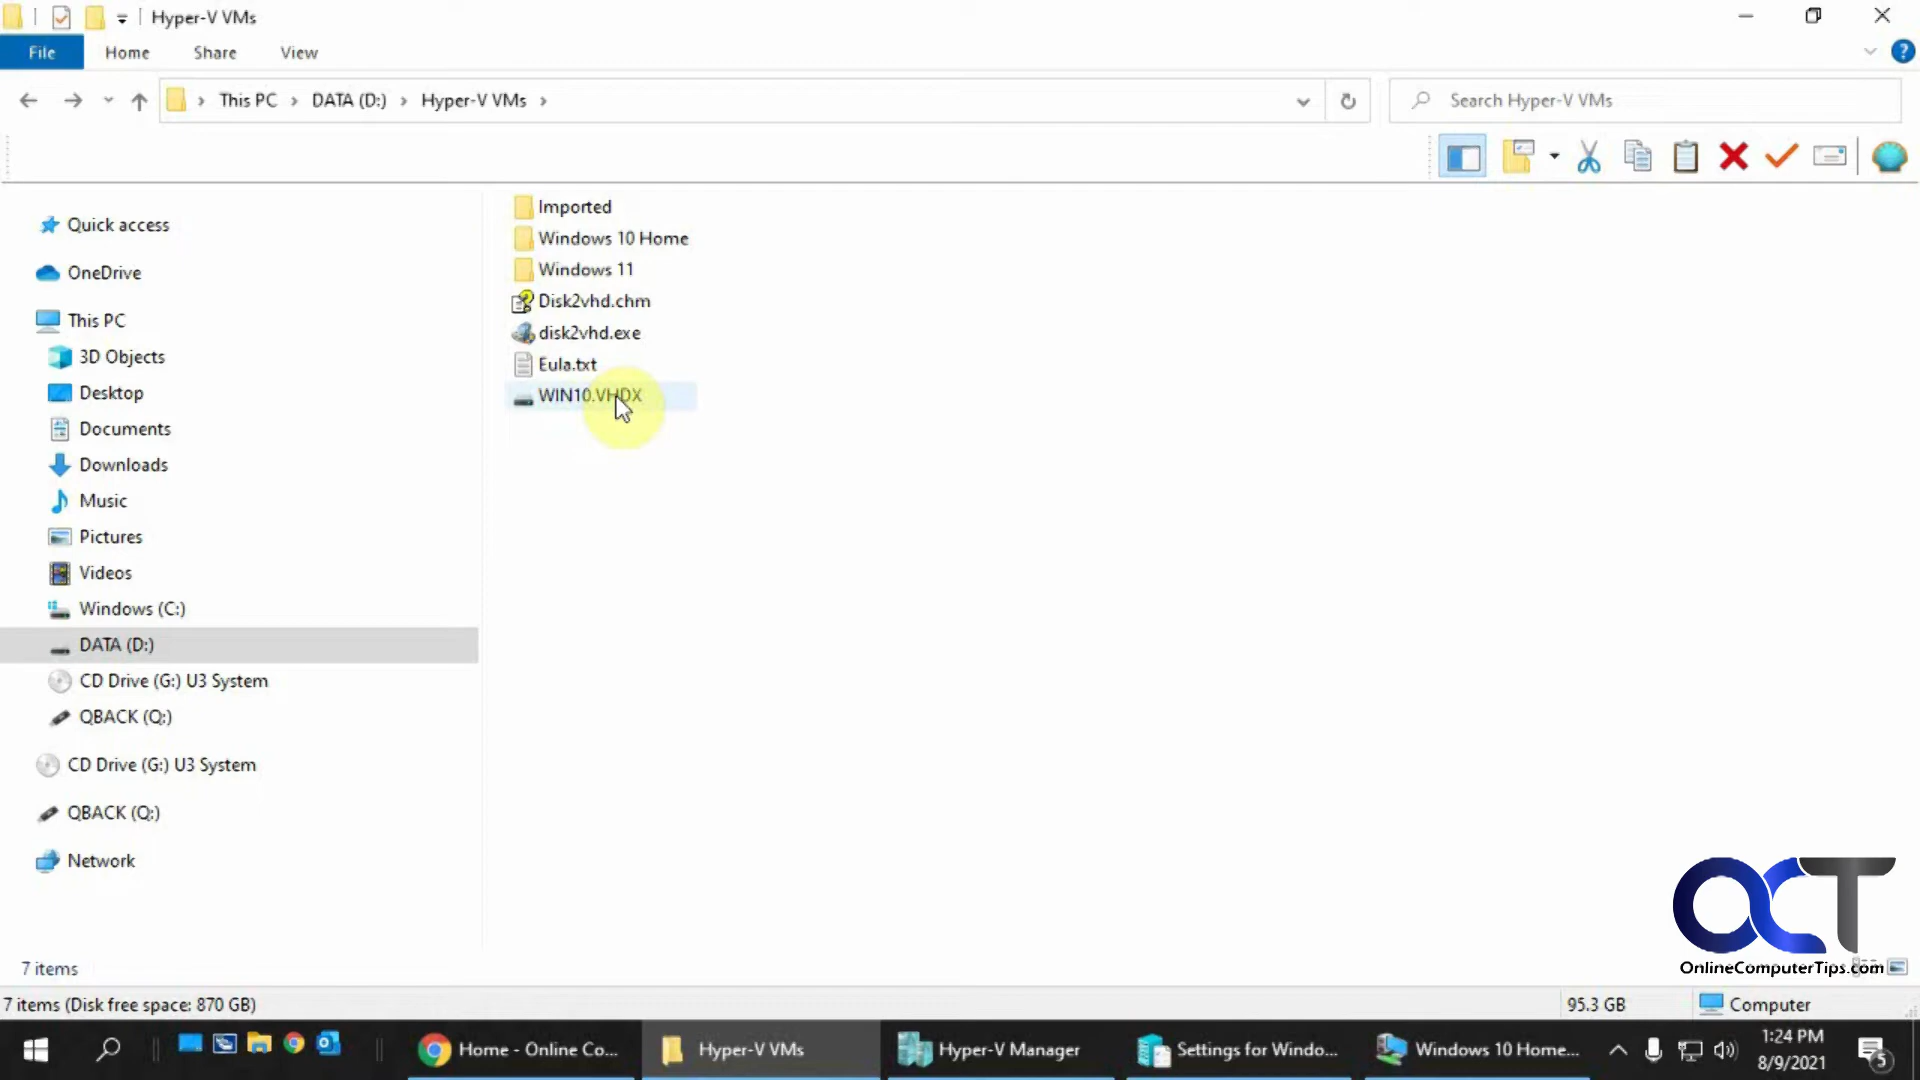 Hyper-V VMs
File Home Share View
This PC DATA (D:) Hyper-V VMs
Search Hyper-V VMs
Quick access
OneDrive
This PC
3D Objects
Desktop
Documents
Downloads
Music
Pictures
Videos
Windows (C:)
DATA (D:)
CD Drive (G:) U3 System
QBACK (Q:)
CD Drive (G:) U3 System
QBACK (Q:)
Network
Imported
Windows 10 Home
Windows 11
Disk2vhd.chm
disk2vhd.exe
Eula.txt
WIN10.VHDX
OCT
OnlineComputerTips.com
7 items
7 items (Disk free space: 870 GB) 95.3 GB Computer
Home - Online Co... Hyper-V VMs Hyper-V Manager Settings for Windo... Windows 10 Home... 1:24 PM
8/9/2021 5